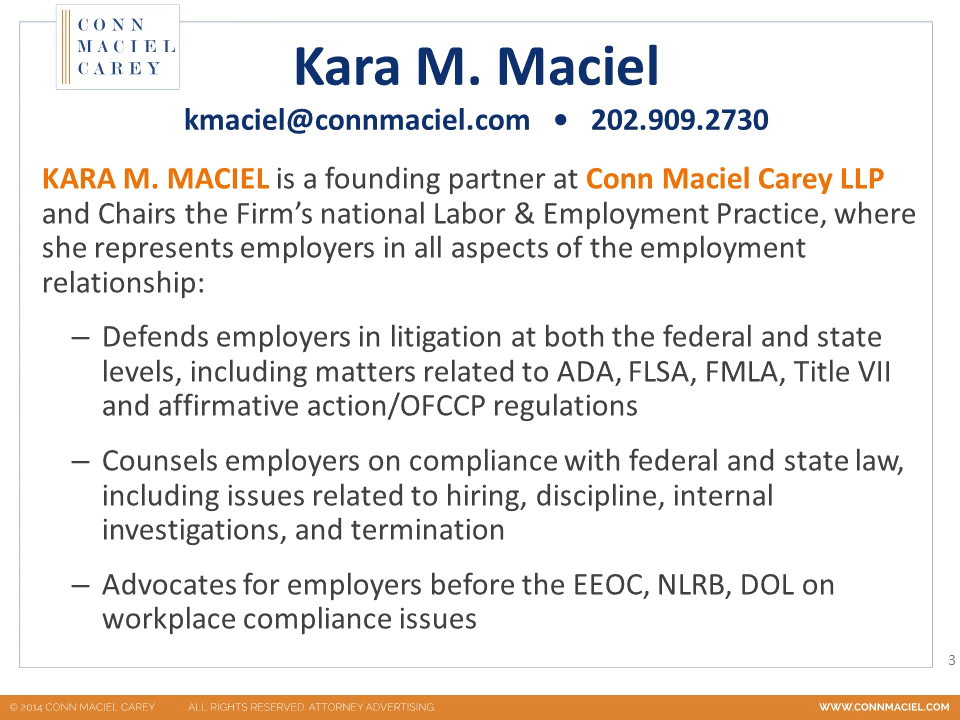 CONN
MACIEL
CAREY
Kara M. Maciel
kmaciel@connmaciel.com • 202.909.2730
KARA M. MACIEL is a founding partner at Conn Maciel Carey LLP
and Chairs the Firm's national Labor & Employment Practice, where
she represents employers in all aspects of the employment
relationship:
– Defends employers in litigation at both the federal and state
levels, including matters related to ADA, FLSA, FMLA, Title VII
and affirmative action/OFCCP regulations
– Counsels employers on compliance with federal and state law,
including issues related to hiring, discipline, internal
investigations, and termination
– Advocates for employers before the EEOC, NLRB, DOL on
workplace compliance issues
3
© 2014 CONN MACIEL CAREY ALL RIGHTS RESERVED. ATTORNEY ADVERTISING. WWW.CONNMACIEL.COM